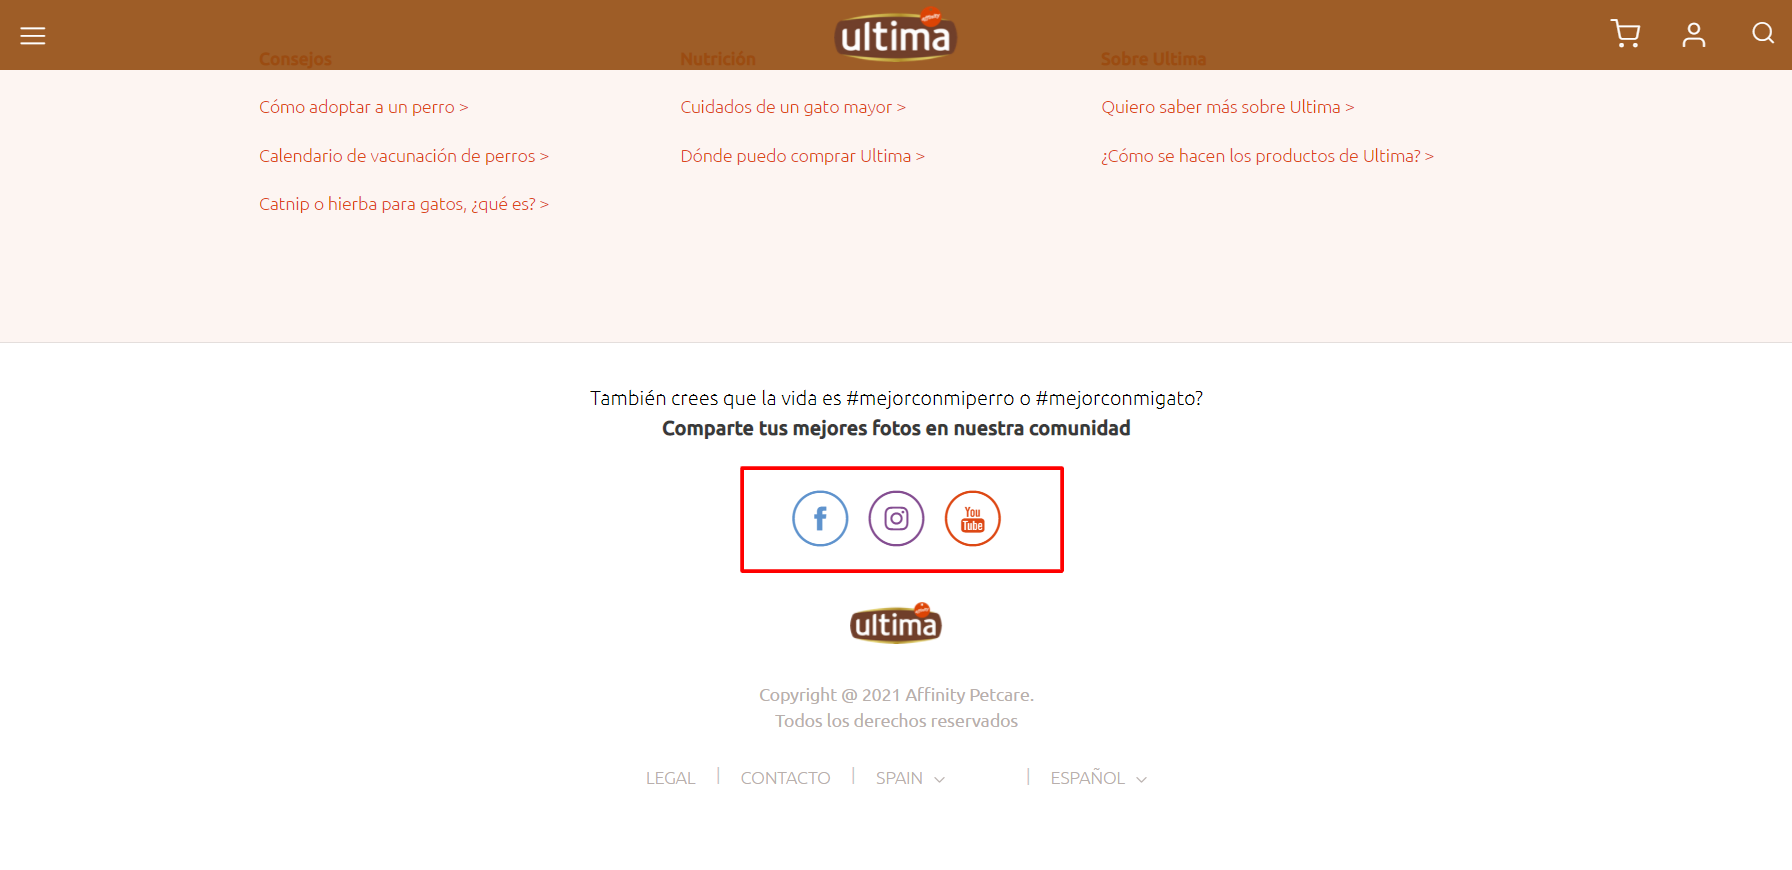 ultima
Consejos
Nutrición
Sobre Ultima
Cómo adoptar a un perro >
Cuidados de un gato mayor >
Quiero saber más sobre Ultima >
Calendario de vacunación de perros >
Dónde puedo comprar Ultima >
¿Cómo se hacen los productos de Ultima? >
Catnip o hierba para gatos, ¿qué es? >
También crees que la vida es #mejorconmiperro o #mejorconmigato?
Comparte tus mejores fotos en nuestra comunidad
f
You
Tube
ultima
Copyright @ 2021 Affinity Petcare.
Todos los derechos reservados
LEGAL | CONTACTO | SPAIN | ESPAÑOL